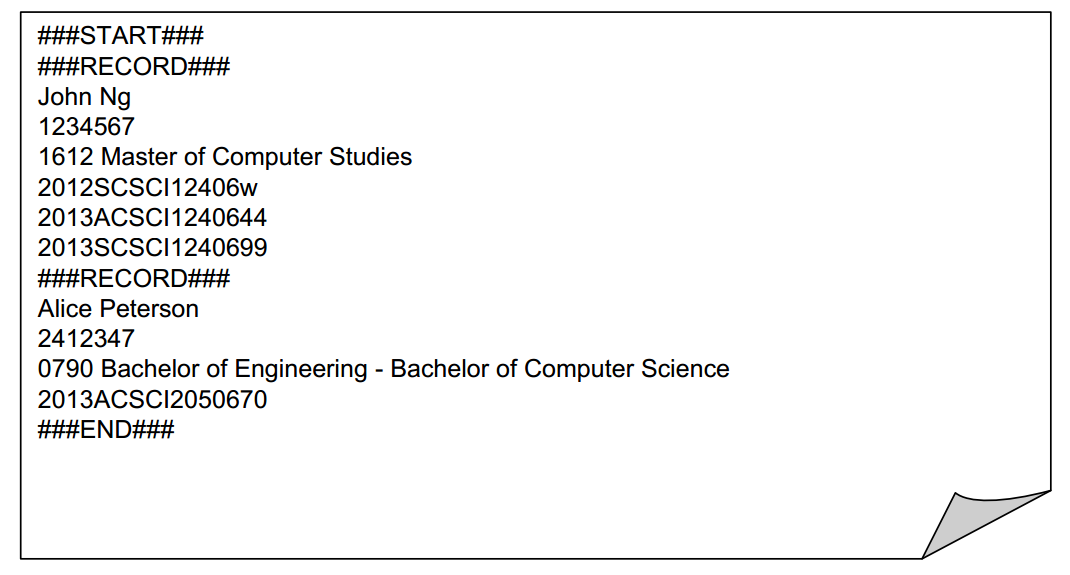 ###START###
###RECORD###
John Ng
1234567
1612 Master of Computer Studies
2012SCSCI12406w
2013ACSCI1240644
2013SCSCI1240699
###RECORD###
Alice Peterson
2412347
0790 Bachelor of Engineering - Bachelor of Computer Science
2013ACSCI2050670
###END###